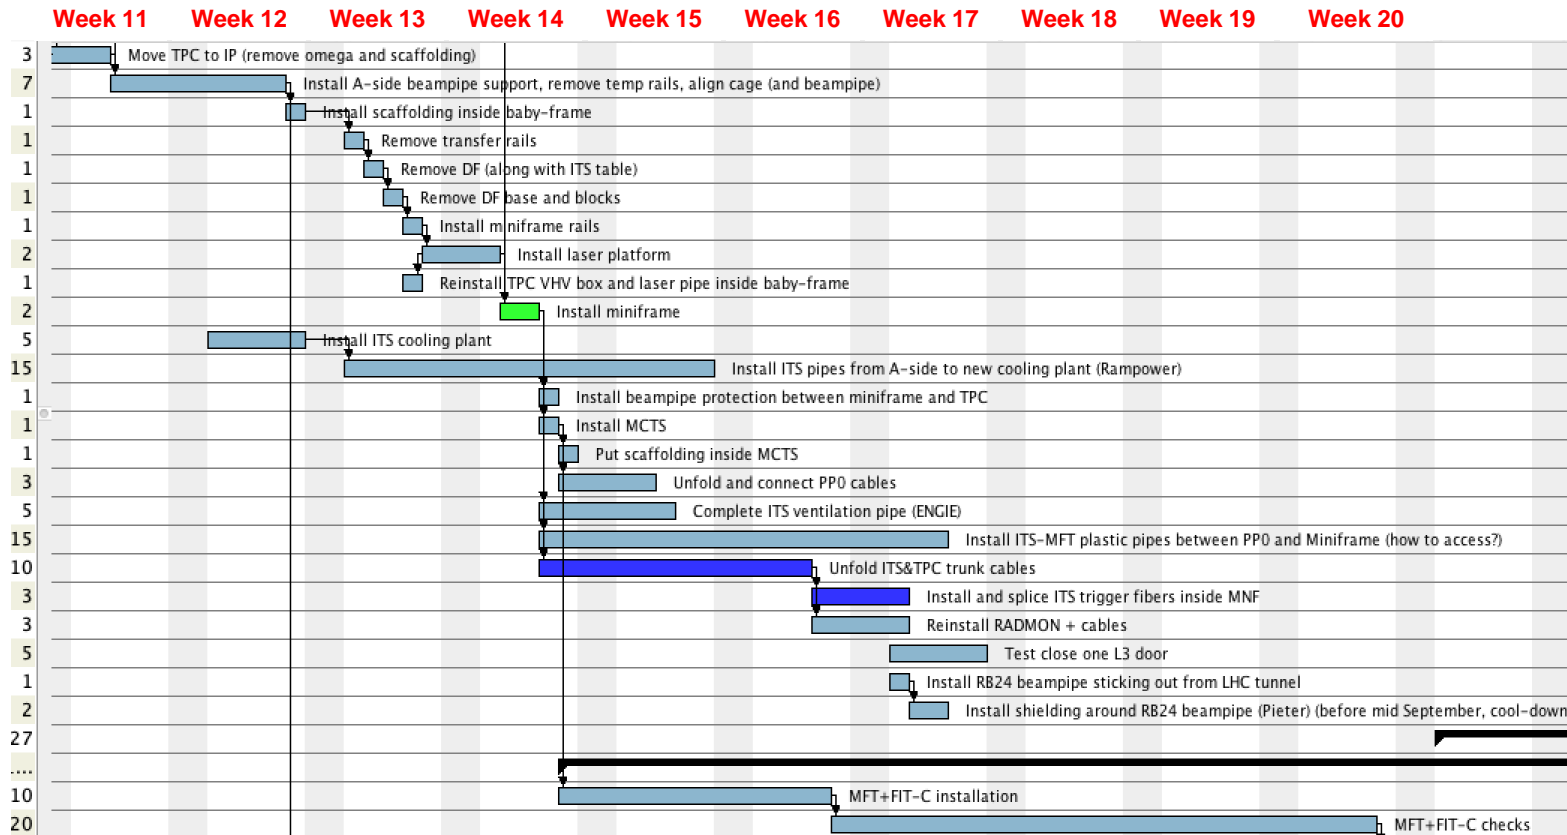 Week 11 Week 12 Week 13 Week 14 Week 15 Week 16 Week 17 Week 18 Week 19 Week 20
3 Move TPC to IP (remove omega and scaffolding)
7 Install A-side beampipe support, remove temp rails, align cage (and beampipe)
1 Install scaffolding inside baby-frame
1 Remove transfer rails
1 Remove DF (along with ITS table)
1 Remove DF base and blocks
1 Install miniframe rails
2 Install laser platform
1 Reinstall TPC VHV box and laser pipe inside baby-frame
2 Install miniframe
5 Install ITS cooling plant
15 Install ITS pipes from A-side to new cooling plant (Rampower)
1 Install beampipe protection between miniframe and TPC
1 Install MCTS
1 Put scaffolding inside MCTS
3 Unfold and connect PP0 cables
5 Complete ITS ventilation pipe (ENGIE)
15 Install ITS-MFT plastic pipes between PP0 and Miniframe (how to access?)
10 Unfold ITS&TPC trunk cables
3 Install and splice ITS trigger fibers inside MNF
3 Reinstall RADMON + cables
5 Test close one L3 door
1 Install RB24 beampipe sticking out from LHC tunnel
2 Install shielding around RB24 beampipe (Pieter) (before mid September, cool-down
27
....
10 MFT+FIT-C installation
20 MFT+FIT-C checks